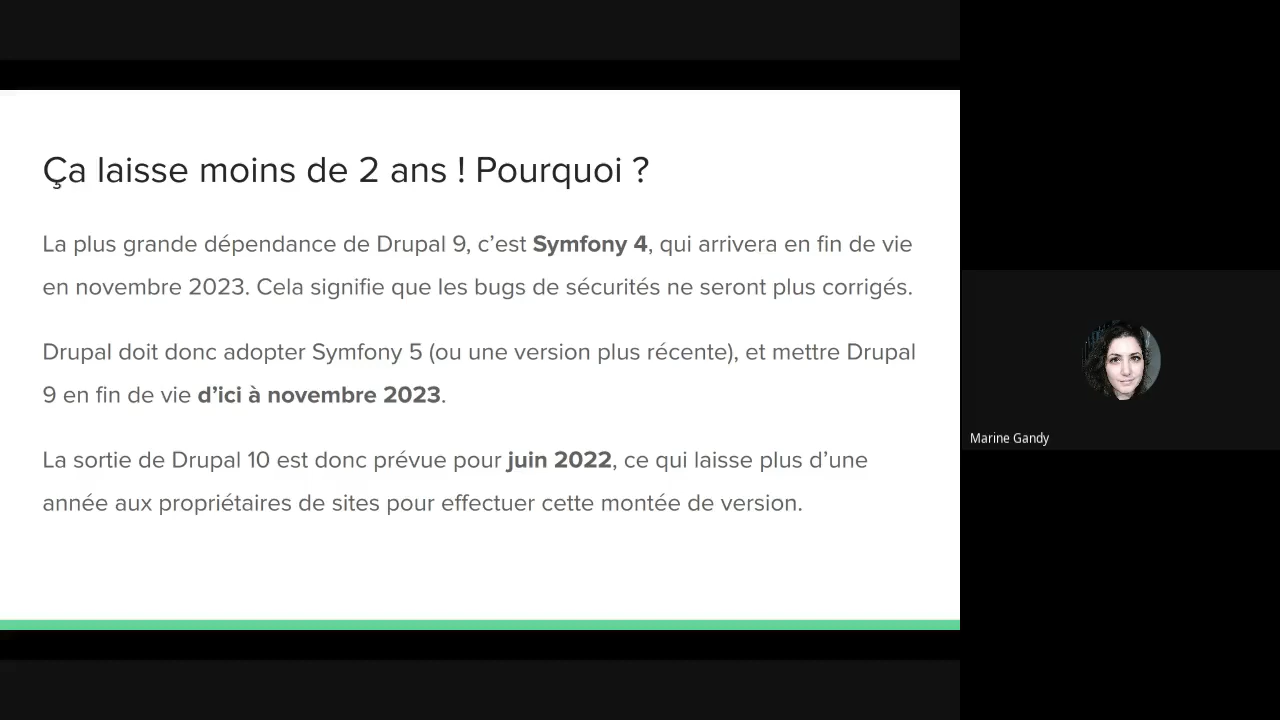 Ça laisse moins de 2 ans ! Pourquoi ?
La plus grande dépendance de Drupal 9, c’est Symfony 4, qui arrivera en fin de vie
en novembre 2023. Cela signifie que les bugs de sécurités ne seront plus corrigés.
Drupal doit donc adopter Symfony 5 (ou une version plus récente), et mettre Drupal
9 en fin de vie d’ici à novembre 2023.
La sortie de Drupal 10 est donc prévue pour juin 2022, ce qui laisse plus d’une
année aux propriétaires de sites pour effectuer cette montée de version.
Marine Gandy